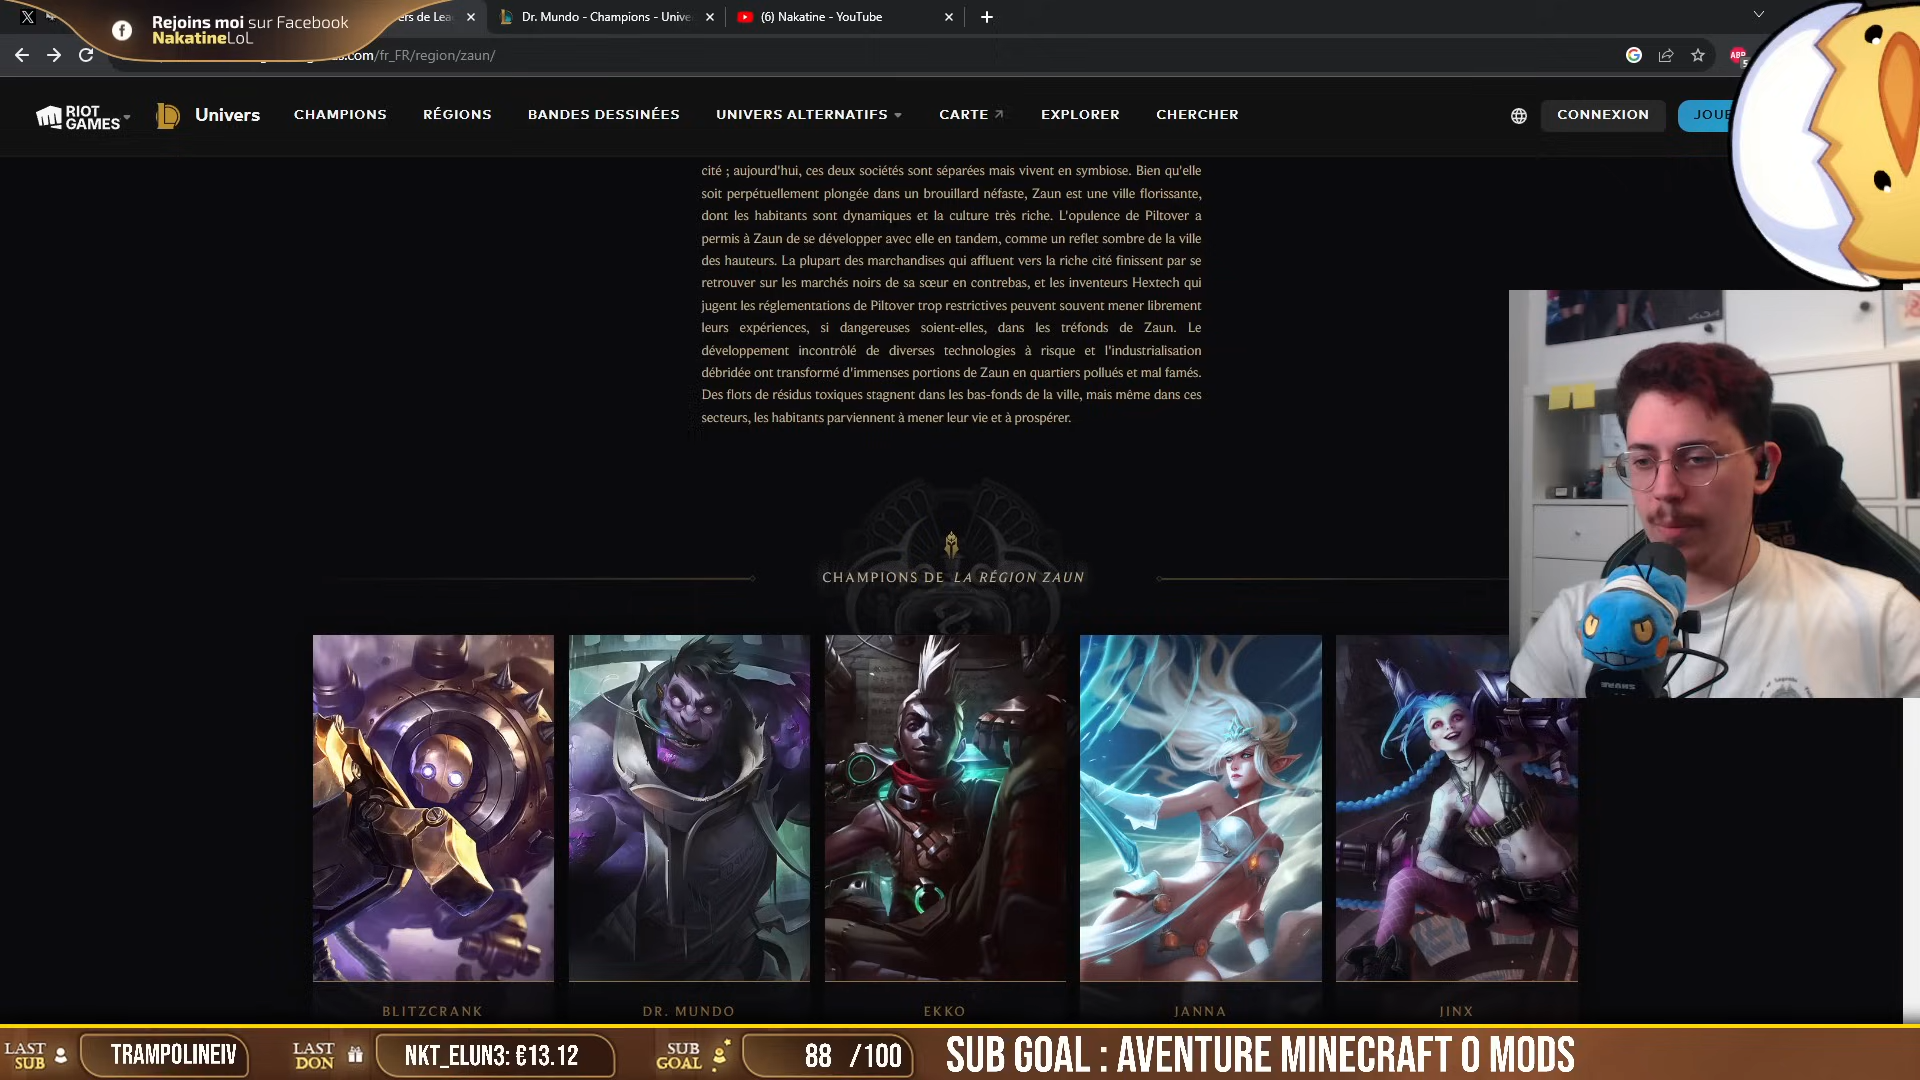 Rejoins moi sur Facebook
NakatineLoL
ers de Lea
Dr. Mundo - Champions - Unive
(6) Nakatine - YouTube
.com/fr_FR/region/zaun/
ABP
RIOT GAMES
Univers
CHAMPIONS
RÉGIONS
BANDES DESSINÉES
UNIVERS ALTERNATIFS
CARTE
EXPLORER
CHERCHER
CONNEXION
JOUE
cité ; aujourd'hui, ces deux sociétés sont séparées mais vivent en symbiose. Bien qu'elle
soit perpétuellement plongée dans un brouillard néfaste, Zaun est une ville florissante,
dont les habitants sont dynamiques et la culture très riche. L'opulence de Piltover a
permis à Zaun de se développer avec elle en tandem, comme un reflet sombre de la ville
des hauteurs. La plupart des marchandises qui affluent vers la riche cité finissent par se
retrouver sur les marchés noirs de sa sœur en contrebas, et les inventeurs Hextech qui
jugent les réglementations de Piltover trop restrictives peuvent souvent mener librement
leurs expériences, si dangereuses soient-elles, dans les tréfonds de Zaun. Le
développement incontrôlé de diverses technologies à risque et l'industrialisation
débridée ont transformé d'immenses portions de Zaun en quartiers pollués et mal famés.
Des flots de résidus toxiques stagnent dans les bas-fonds de la ville, mais même dans ces
secteurs, les habitants parviennent à mener leur vie et à prospérer.
CHAMPIONS DE LA RÉGION ZAUN
BLITZCRANK
DR. MUNDO
EKKO
JANNA
JINX
LAST SUB
TRAMPOLINEIV
LAST DON
NKT_ELUN3: €13.12
SUB GOAL
88 /100
SUB GOAL : AVENTURE MINECRAFT 0 MODS